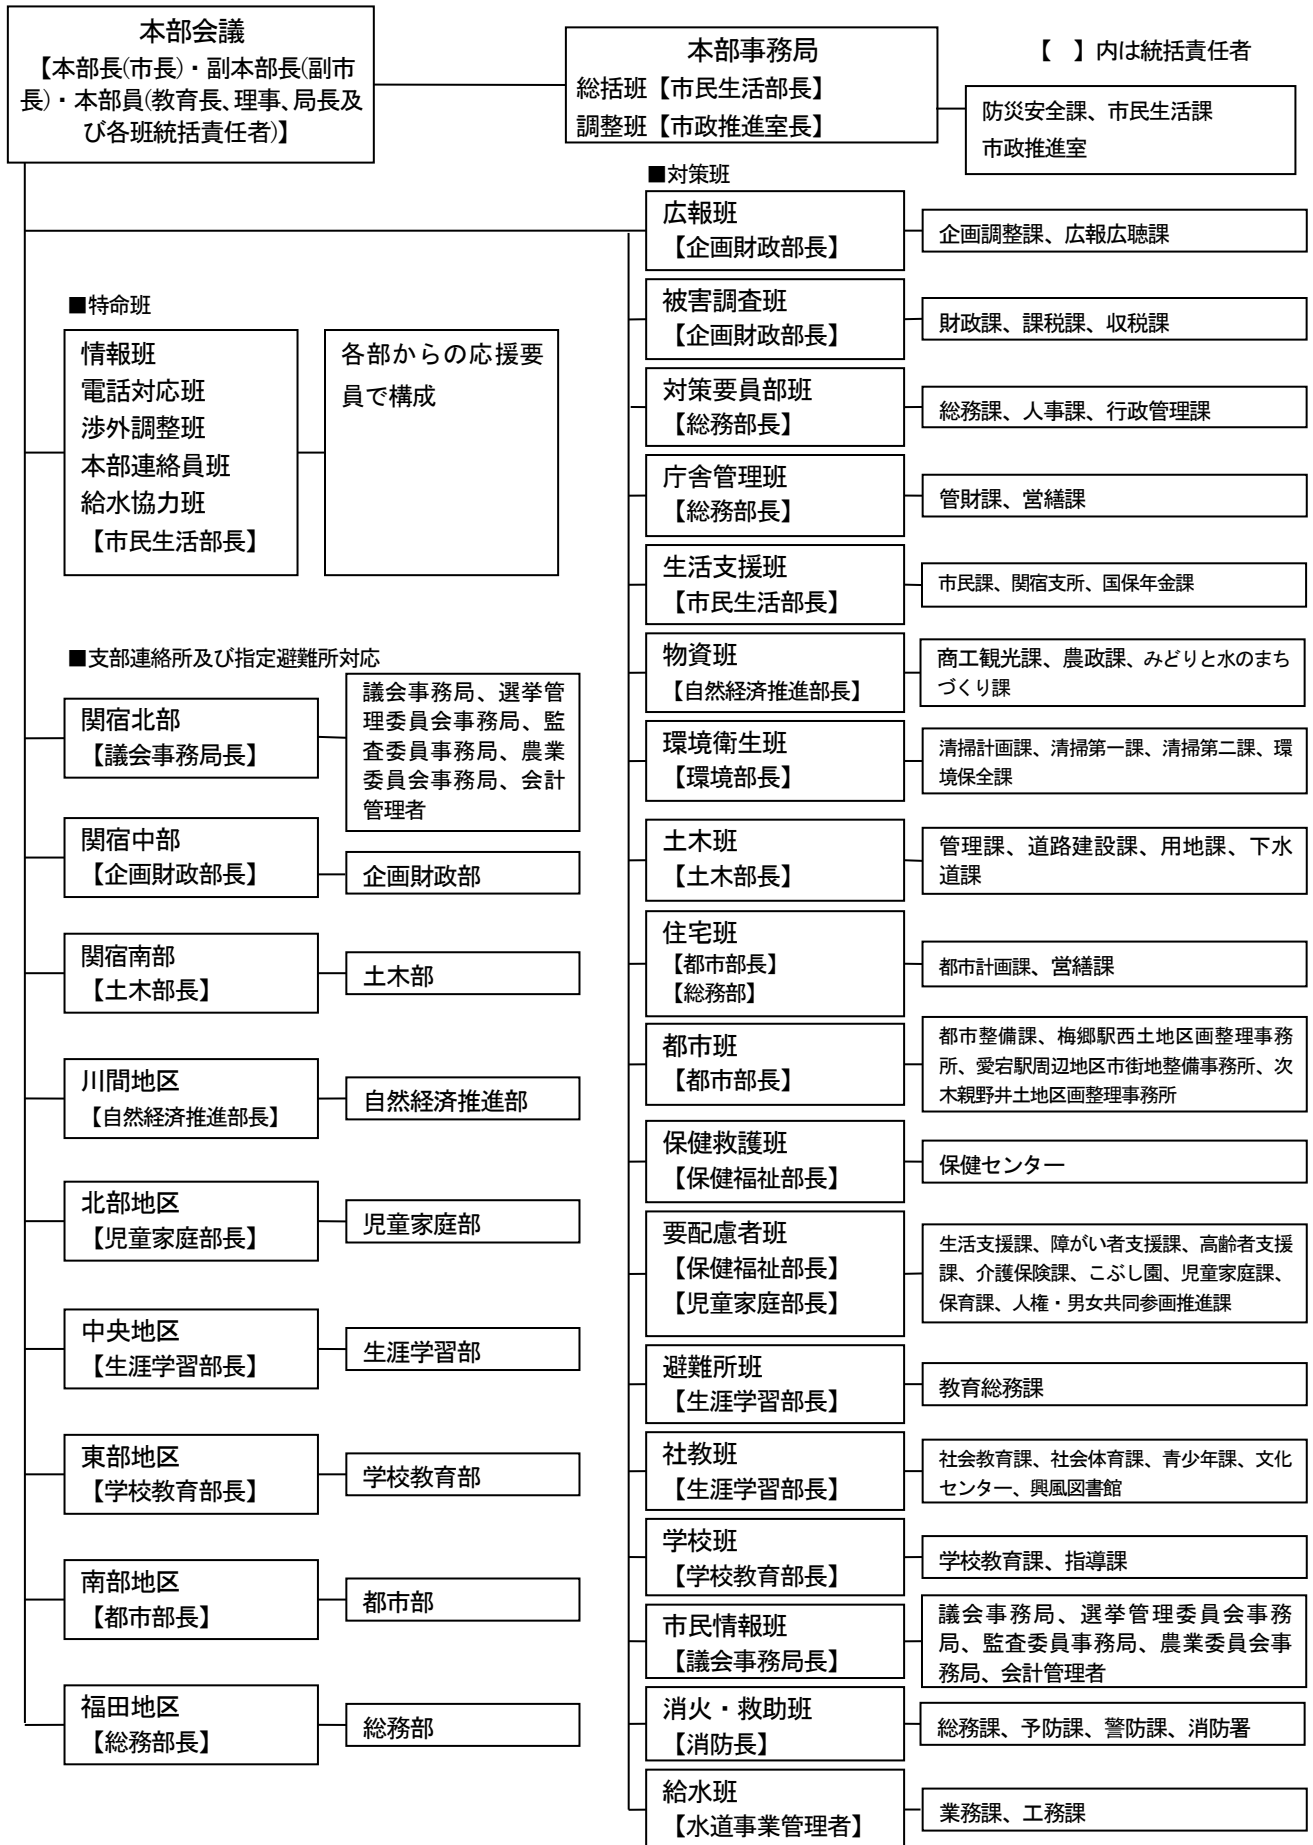 本部会議
【本部長(市長)・副本部長(副市
長)・本部員(教育長、理事、局長及
び各班統括責任者)】
本部事務局
総括班【市民生活部長】
調整班【市政推進室長】
【　】内は統括責任者
防災安全課、市民生活課
市政推進室
■特命班
情報班
電話対応班
渉外調整班
本部連絡員班
給水協力班
【市民生活部長】
各部からの応援要
員で構成
■支部連絡所及び指定避難所対応
関宿北部
【議会事務局長】
議会事務局、選挙管
理委員会事務局、監
査委員事務局、農業
委員会事務局、会計
管理者
関宿中部
【企画財政部長】
企画財政部
関宿南部
【土木部長】
土木部
川間地区
【自然経済推進部長】
自然経済推進部
北部地区
【児童家庭部長】
児童家庭部
中央地区
【生涯学習部長】
生涯学習部
東部地区
【学校教育部長】
学校教育部
南部地区
【都市部長】
都市部
福田地区
【総務部長】
総務部
■対策班
広報班
【企画財政部長】
企画調整課、広報広聴課
被害調査班
【企画財政部長】
財政課、課税課、収税課
対策要員部班
【総務部長】
総務課、人事課、行政管理課
庁舎管理班
【総務部長】
管財課、営繕課
生活支援班
【市民生活部長】
市民課、関宿支所、国保年金課
物資班
【自然経済推進部長】
商工観光課、農政課、みどりと水のまち
づくり課
環境衛生班
【環境部長】
清掃計画課、清掃第一課、清掃第二課、環
境保全課
土木班
【土木部長】
管理課、道路建設課、用地課、下水
道課
住宅班
【都市部長】
【総務部】
都市計画課、営繕課
都市班
【都市部長】
都市整備課、梅郷駅西土地区画整理事務
所、愛宕駅周辺地区市街地整備事務所、次
木親野井土地区画整理事務所
保健救護班
【保健福祉部長】
保健センター
要配慮者班
【保健福祉部長】
【児童家庭部長】
生活支援課、障がい者支援課、高齢者支援
課、介護保険課、こぶし園、児童家庭課、
保育課、人権・男女共同参画推進課
避難所班
【生涯学習部長】
教育総務課
社教班
【生涯学習部長】
社会教育課、社会体育課、青少年課、文化
センター、興風図書館
学校班
【学校教育部長】
学校教育課、指導課
市民情報班
【議会事務局長】
議会事務局、選挙管理委員会事務
局、監査委員事務局、農業委員会事
務局、会計管理者
消火・救助班
【消防長】
総務課、予防課、警防課、消防署
給水班
【水道事業管理者】
業務課、工務課